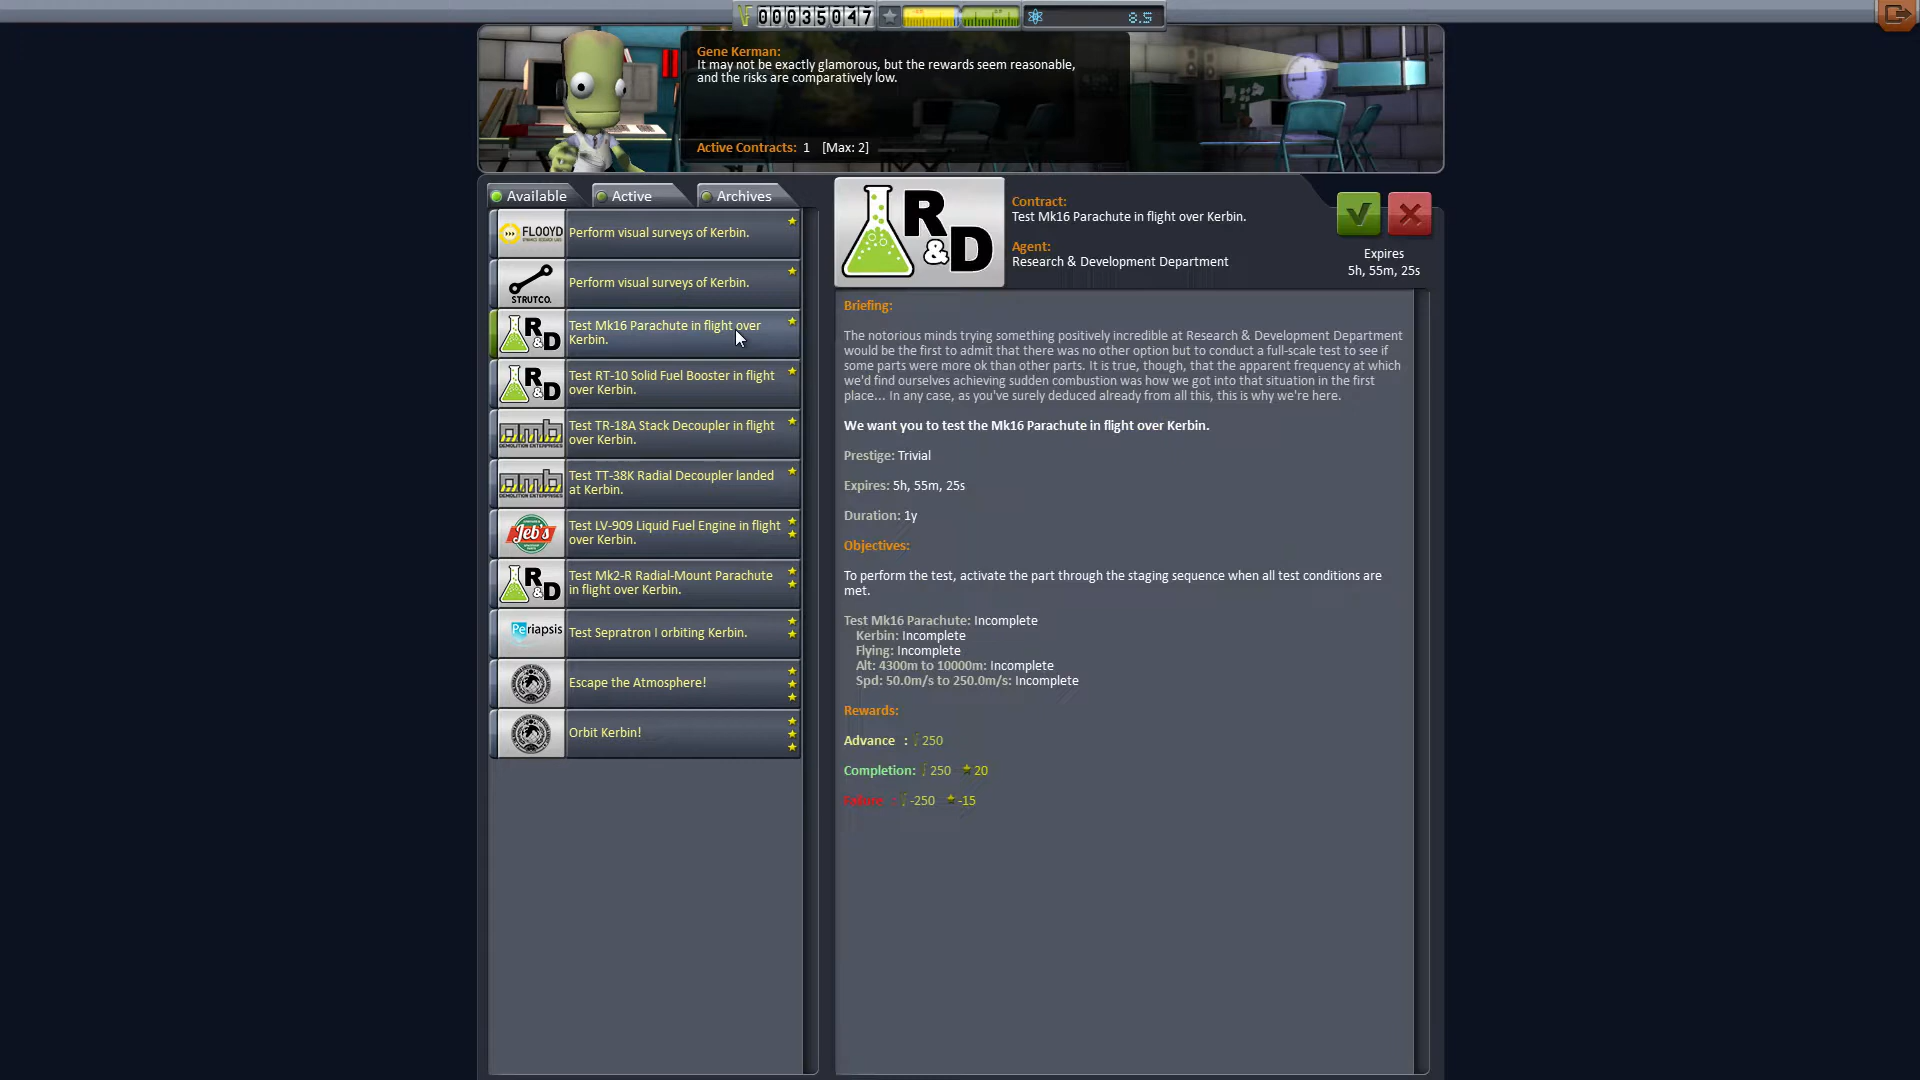 00035047
8.5
Gene Kerman:
It may not be exactly glamorous, but the rewards seem reasonable,
and the risks are comparatively low.
Active Contracts: 1 [Max: 2]
Available
Active
Archives
FLOOYD
Perform visual surveys of Kerbin.
STRUTCO.
Perform visual surveys of Kerbin.
R&D
Test Mk16 Parachute in flight over
Kerbin.
R&D
Test RT-10 Solid Fuel Booster in flight
over Kerbin.
DEMOLITION ENTERPRISES
Test TR-18A Stack Decoupler in flight
over Kerbin.
DEMOLITION ENTERPRISES
Test TT-38K Radial Decoupler landed
at Kerbin.
Jeb's
Test LV-909 Liquid Fuel Engine in flight
over Kerbin.
R&D
Test Mk2-R Radial-Mount Parachute
in flight over Kerbin.
Periapsis
Test Sepratron I orbiting Kerbin.
Escape the Atmosphere!
Orbit Kerbin!
R&D
Contract:
Test Mk16 Parachute in flight over Kerbin.
Agent:
Research & Development Department
Expires
5h, 55m, 25s
Briefing:
The notorious minds trying something positively incredible at Research & Development Department
would be the first to admit that there was no other option but to conduct a full-scale test to see if
some parts were more ok than other parts. It is true, though, that the apparent frequency at which
we'd find ourselves achieving sudden combustion was how we got into that situation in the first
place... In any case, as you've surely deduced already from all this, this is why we're here.
We want you to test the Mk16 Parachute in flight over Kerbin.
Prestige: Trivial
Expires: 5h, 55m, 25s
Duration: 1y
Objectives:
To perform the test, activate the part through the staging sequence when all test conditions are
met.
Test Mk16 Parachute: Incomplete
Kerbin: Incomplete
Flying: Incomplete
Alt: 4300m to 10000m: Incomplete
Spd: 50.0m/s to 250.0m/s: Incomplete
Rewards:
Advance : 250
Completion: 250 20
Failure : -250 -15